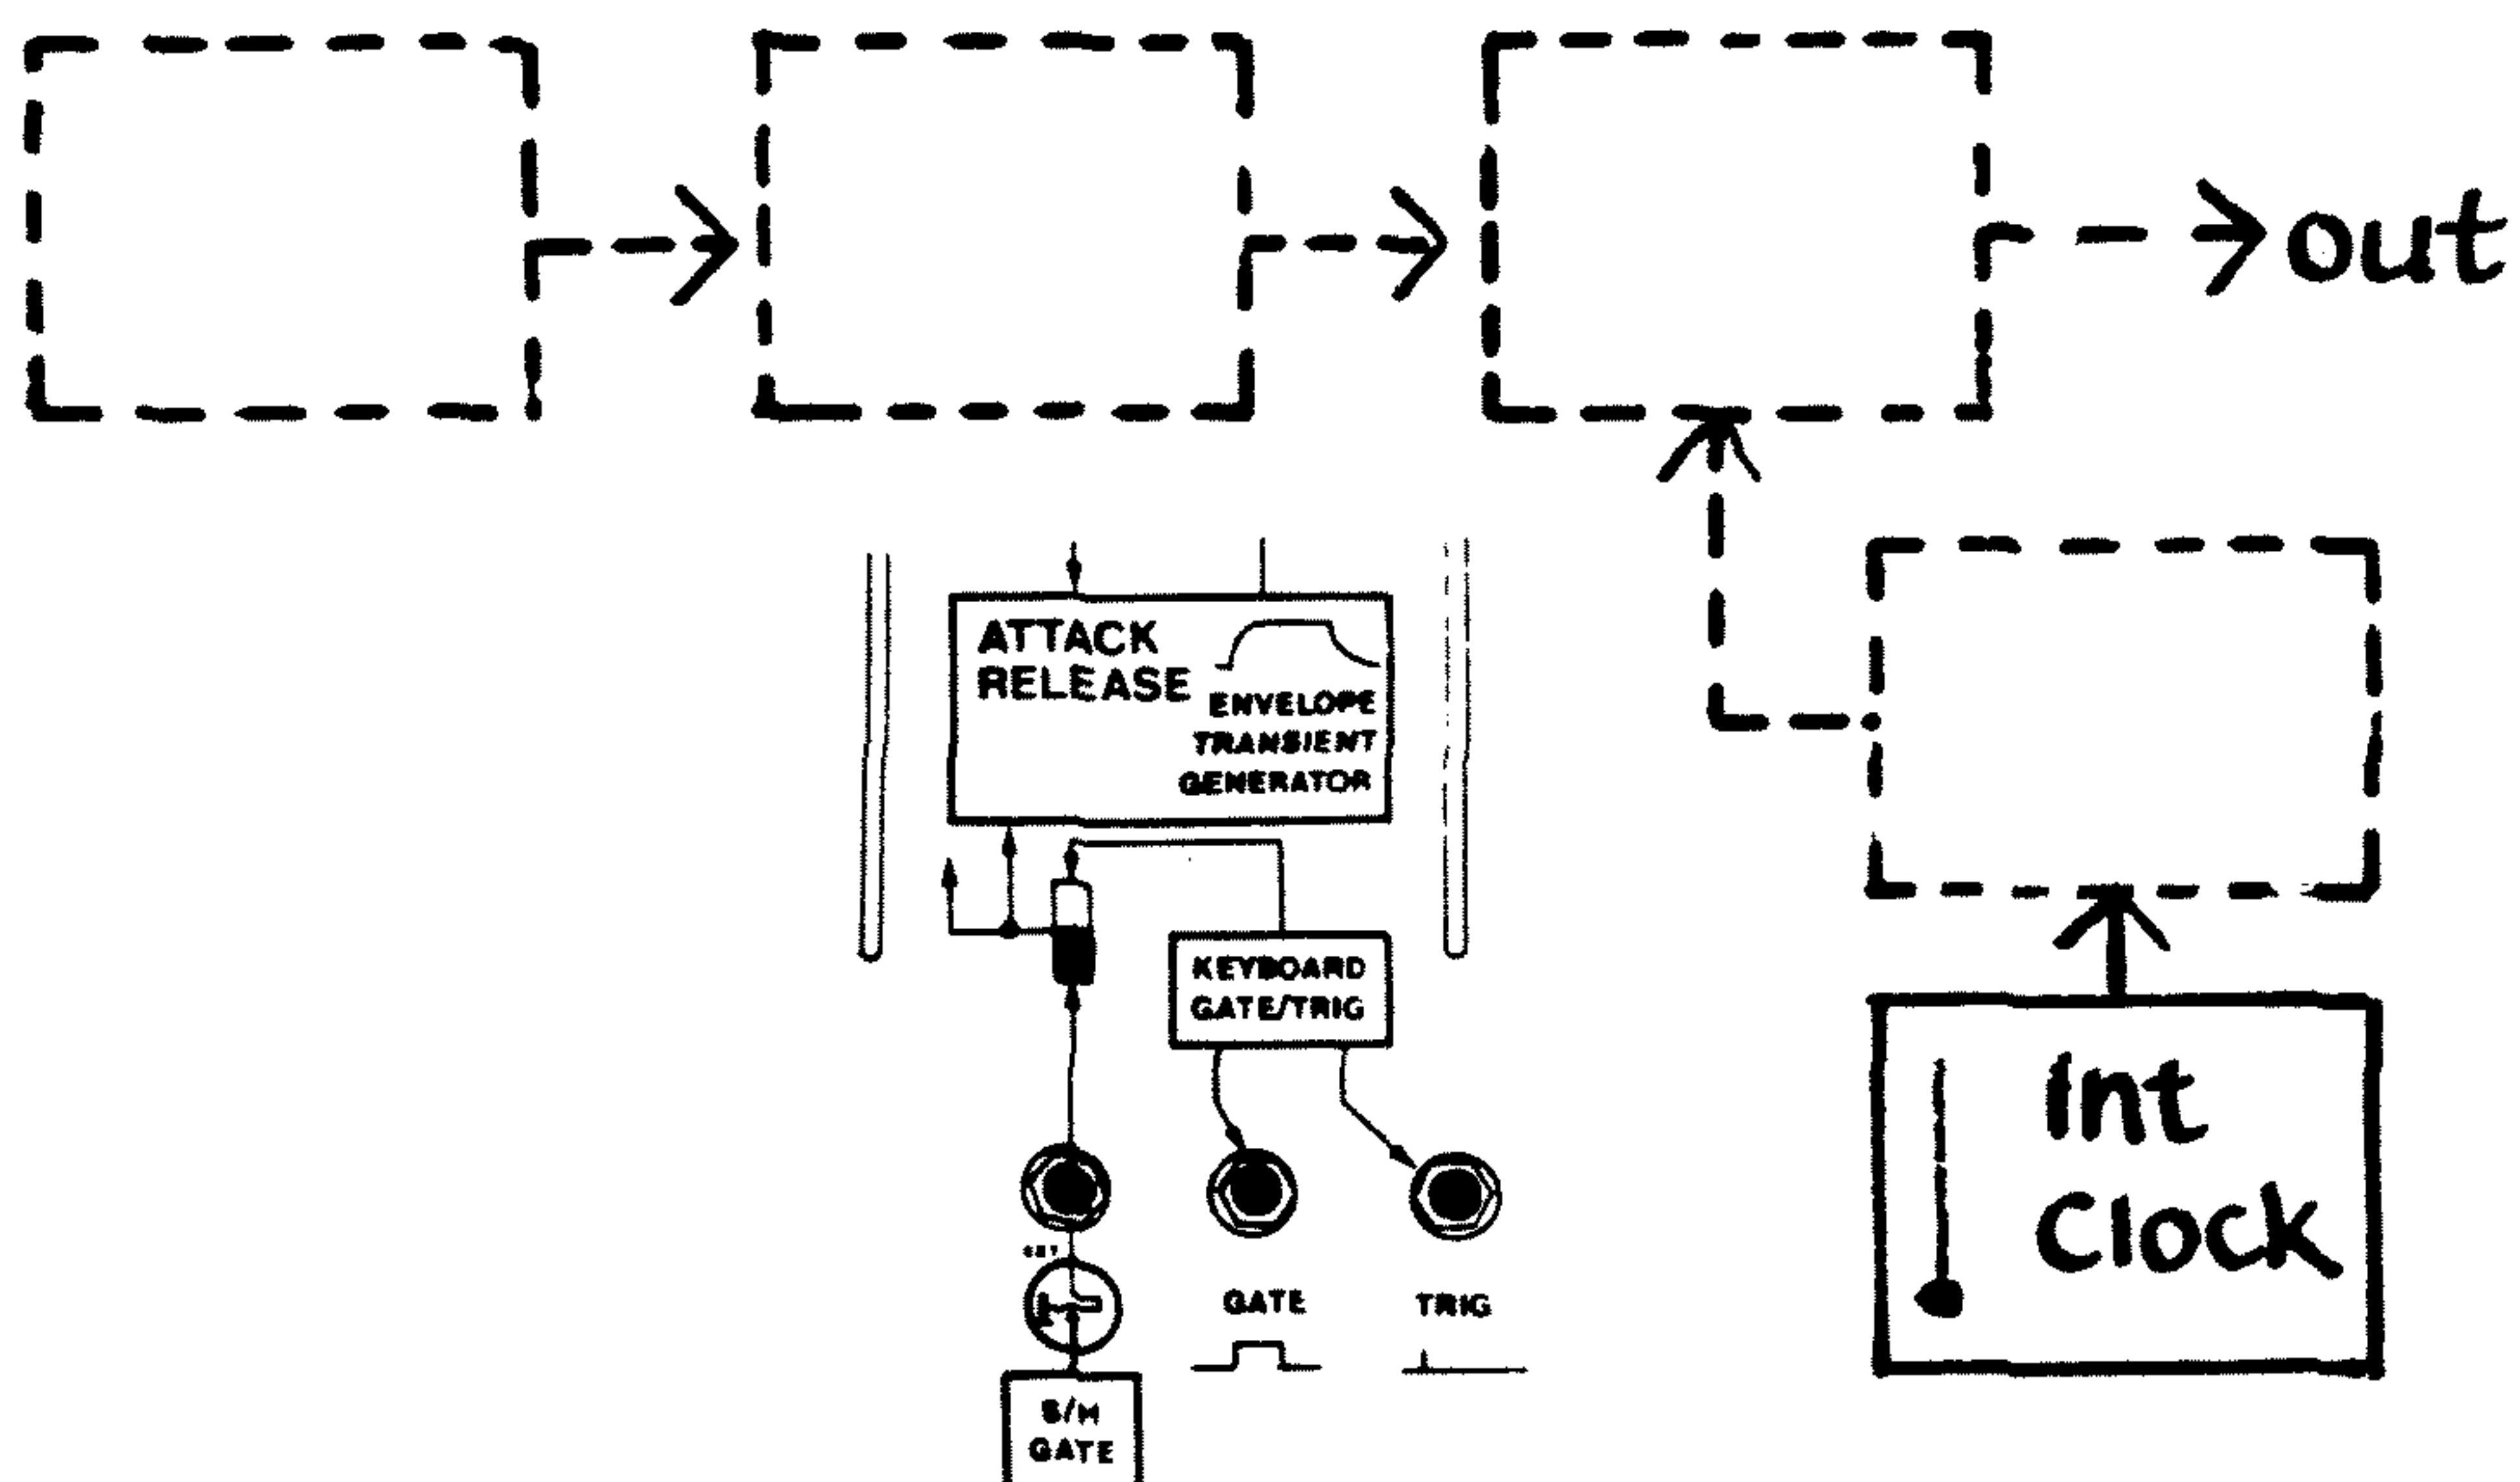 out
ATTACK
RELEASE
ENVELOPE
TRANSIENT
GENERATOR
KEYBOARD
GATE/TRIG
Int
Clock
GATE
TRIG
S/H
GATE